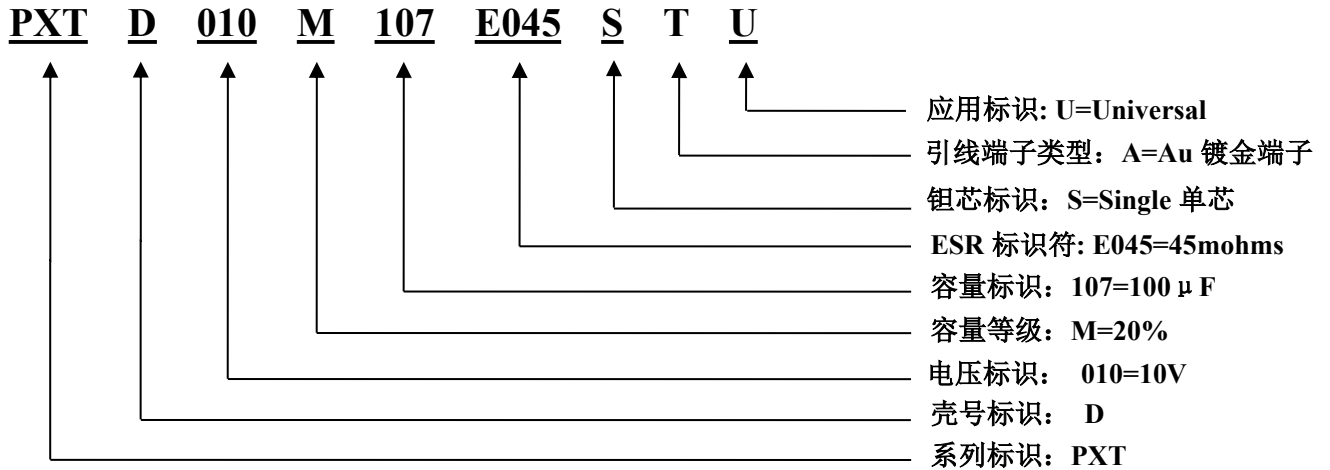 PXT D 010 M 107 E045 S T U
应用标识: U=Universal
引线端子类型：A=Au 镀金端子
钽芯标识：S=Single 单芯
ESR 标识符: E045=45mohms
容量标识：107=100μF
容量等级：M=20%
电压标识： 010=10V
壳号标识： D
系列标识：PXT